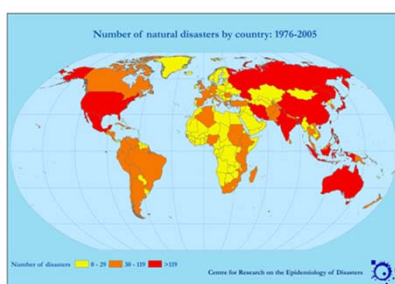 Number of natural disasters by country: 1976-2005
Number of disasters 0 - 29 30 - 119 >119
Centre for Research on the Epidemiology of Disasters